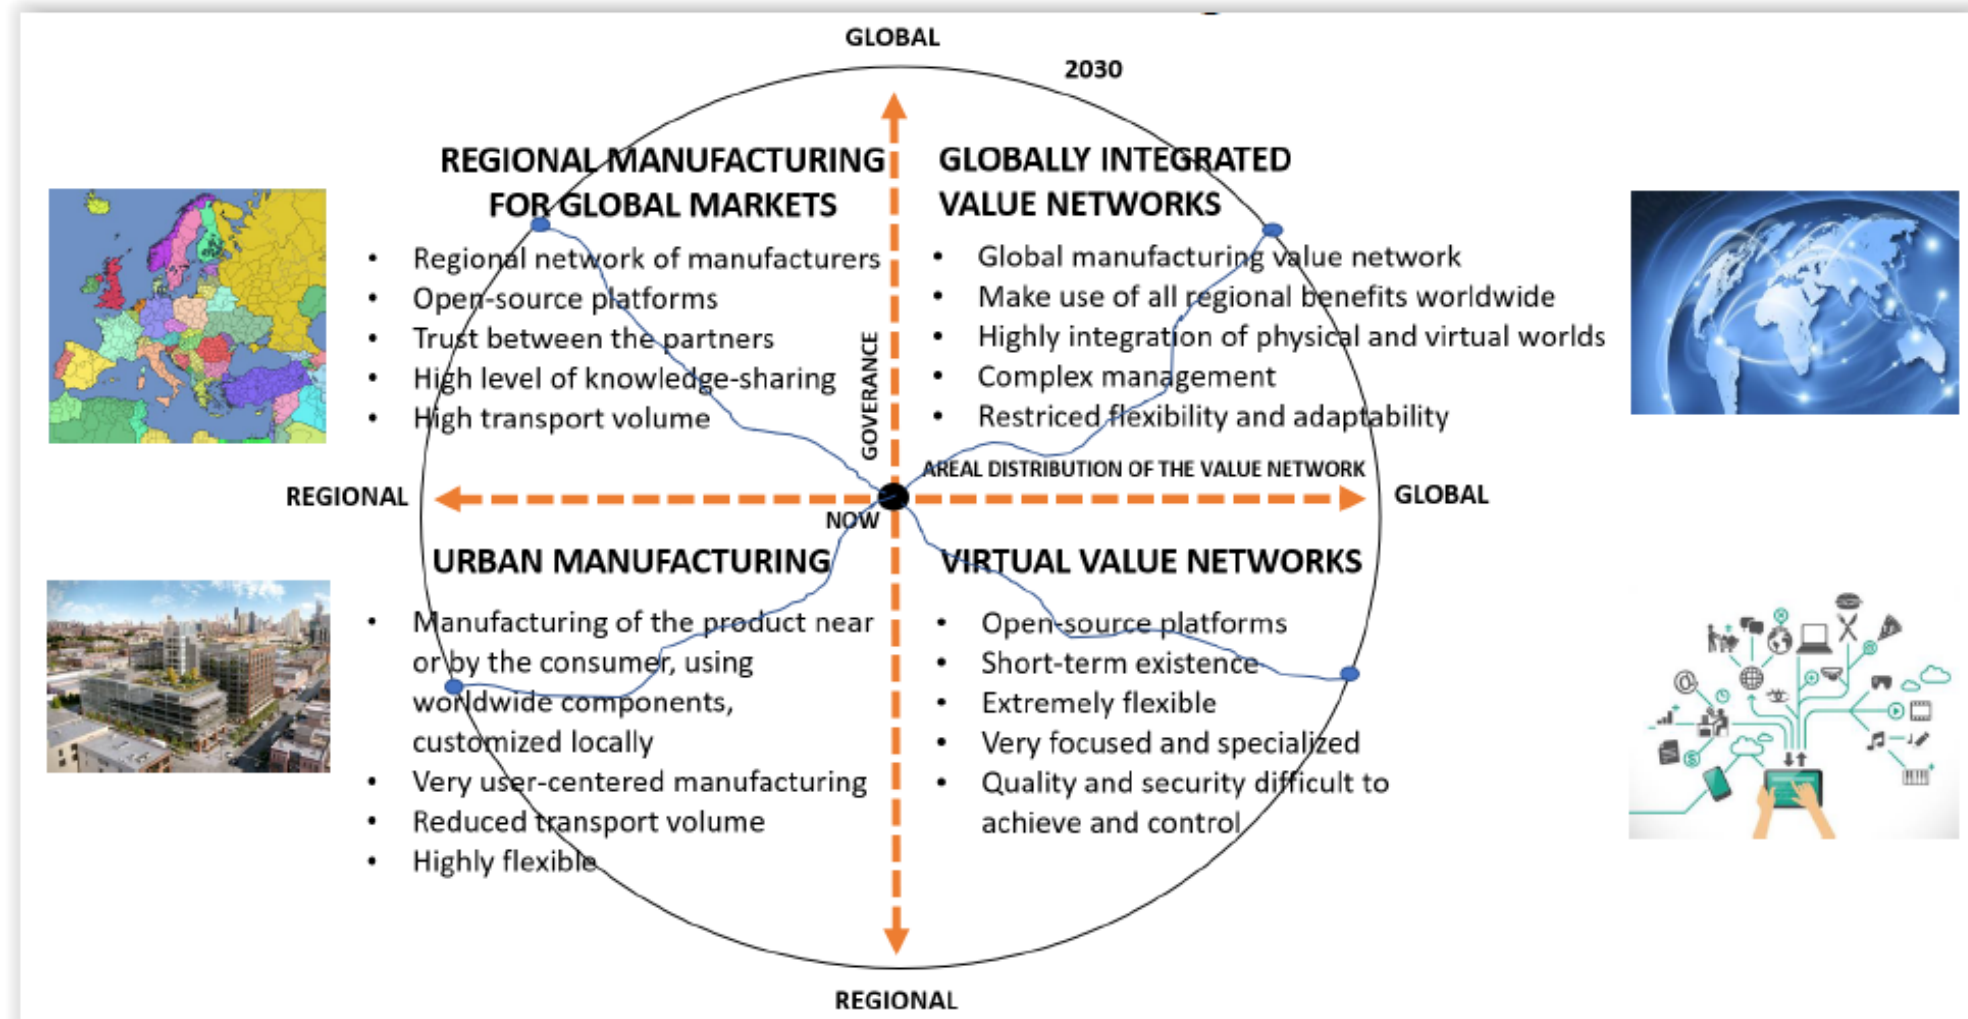 GLOBAL
2030
REGIONAL MANUFACTURING
FOR GLOBAL MARKETS
• Regional network of manufacturers
• Open-source platforms
• Trust between the partners
• High level of knowledge-sharing
• High transport volume
GLOBALLY INTEGRATED
VALUE NETWORKS
• Global manufacturing value network
• Make use of all regional benefits worldwide
• Highly integration of physical and virtual worlds
• Complex management
• Restriced flexibility and adaptability
GOVERANCE
AREAL DISTRIBUTION OF THE VALUE NETWORK
REGIONAL
GLOBAL
NOW
URBAN MANUFACTURING
• Manufacturing of the product near
or by the consumer, using
worldwide components,
customized locally
• Very user-centered manufacturing
• Reduced transport volume
• Highly flexible
VIRTUAL VALUE NETWORKS
• Open-source platforms
• Short-term existence
• Extremely flexible
• Very focused and specialized
• Quality and security difficult to
achieve and control
REGIONAL